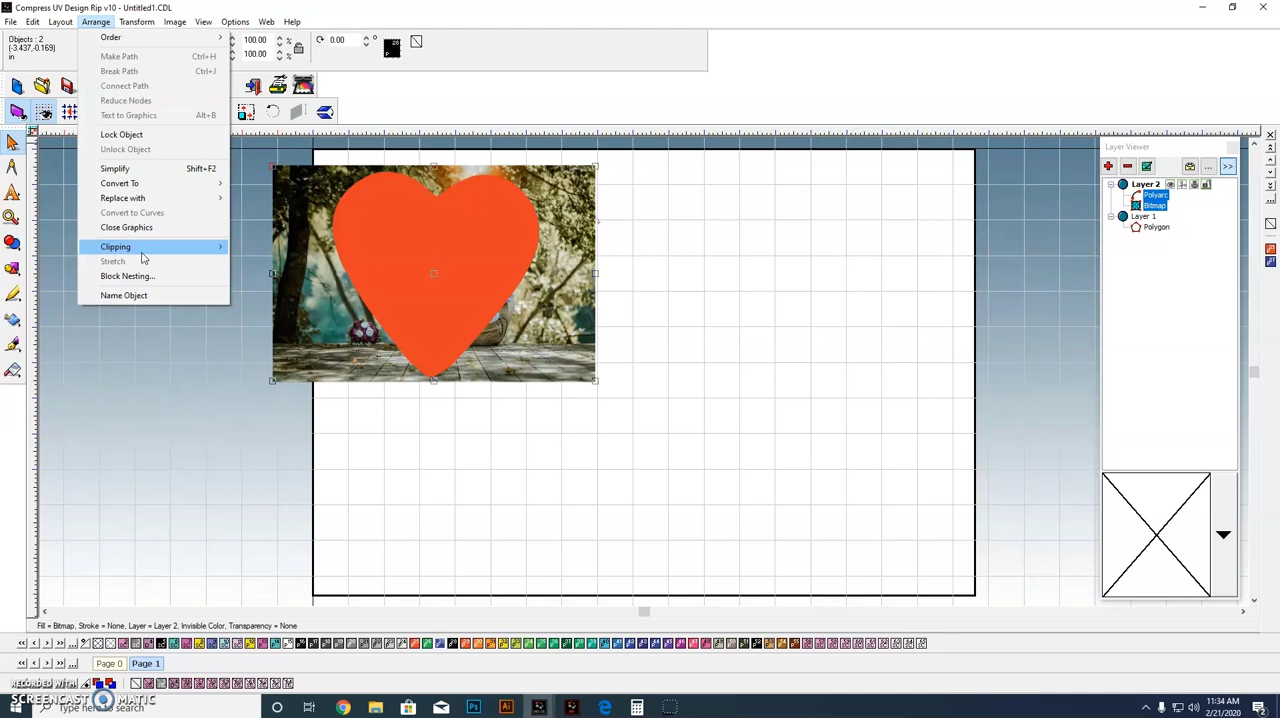 Compress UV Design Rip v10 - Untitled1.CDL
File Edit Layout Arrange Transform Image View Options Web Help
Objects : 2
(-3.437,-0.169)
in
100.00 %
100.00 %
0.00 °
Order
Make Path Ctrl+H
Break Path Ctrl+J
Connect Path
Reduce Nodes
Text to Graphics Alt+B
Lock Object
Unlock Object
Simplify Shift+F2
Convert To
Replace with
Convert to Curves
Close Graphics
Clipping
Stretch
Block Nesting...
Name Object
Layer Viewer
... >>
Layer 2
Polyarc
Bitmap
Layer 1
Polygon
Fill = Bitmap, Stroke = None, Layer = Layer 2, Invisible Color, Transparency = None
Page 0 Page 1
RECORDED WITH
SCREENCAST MATIC
Type here to search
11:34 AM
2/21/2020